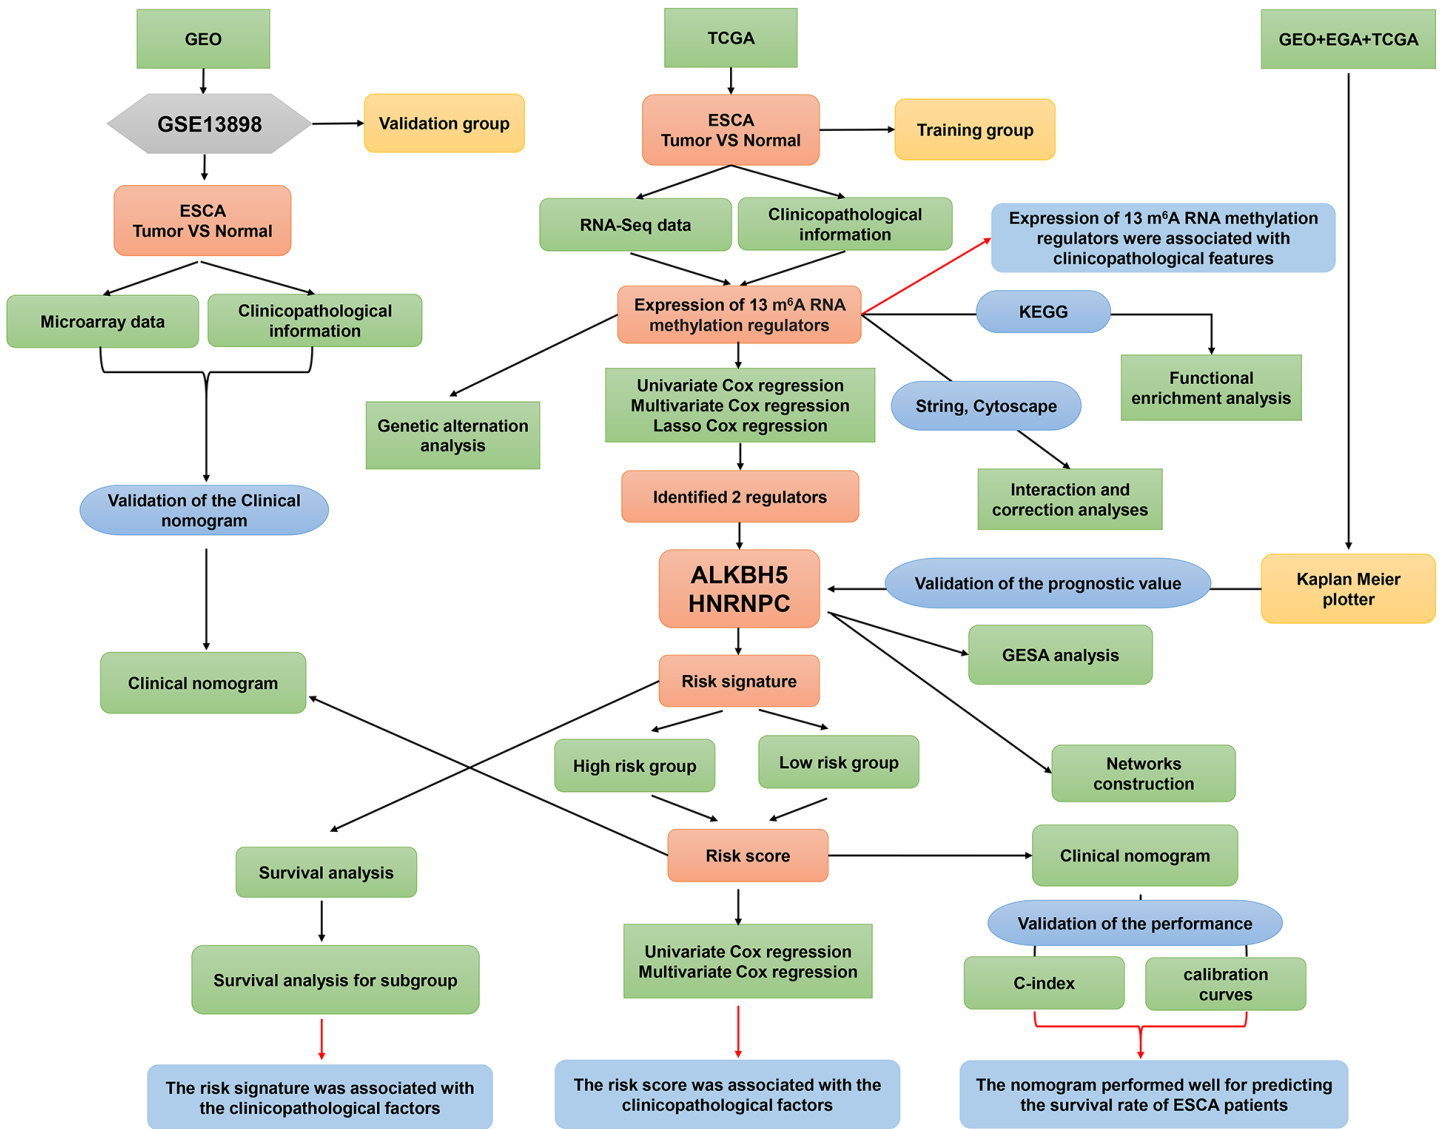 GEO
TCGA
GEO+EGA+TCGA
GSE13898
Validation group
ESCA
Tumor VS Normal
Training group
ESCA
Tumor VS Normal
RNA-Seq data
Clinicopathological
information
Expression of 13 m⁶A RNA methylation
regulators were associated with
clinicopathological features
Microarray data
Clinicopathological
information
Expression of 13 m⁶A RNA
methylation regulators
KEGG
Functional
enrichment analysis
Genetic alternation
analysis
Univariate Cox regression
Multivariate Cox regression
Lasso Cox regression
String, Cytoscape
Interaction and
correction analyses
Validation of the Clinical
nomogram
Identified 2 regulators
ALKBH5
HNRNPC
Validation of the prognostic value
Kaplan Meier
plotter
GESA analysis
Clinical nomogram
Risk signature
High risk group
Low risk group
Networks
construction
Survival analysis
Risk score
Clinical nomogram
Validation of the performance
Survival analysis for subgroup
Univariate Cox regression
Multivariate Cox regression
C-index
calibration
curves
The risk signature was associated with
the clinicopathological factors
The risk score was associated with the
clinicopathological factors
The nomogram performed well for predicting
the survival rate of ESCA patients